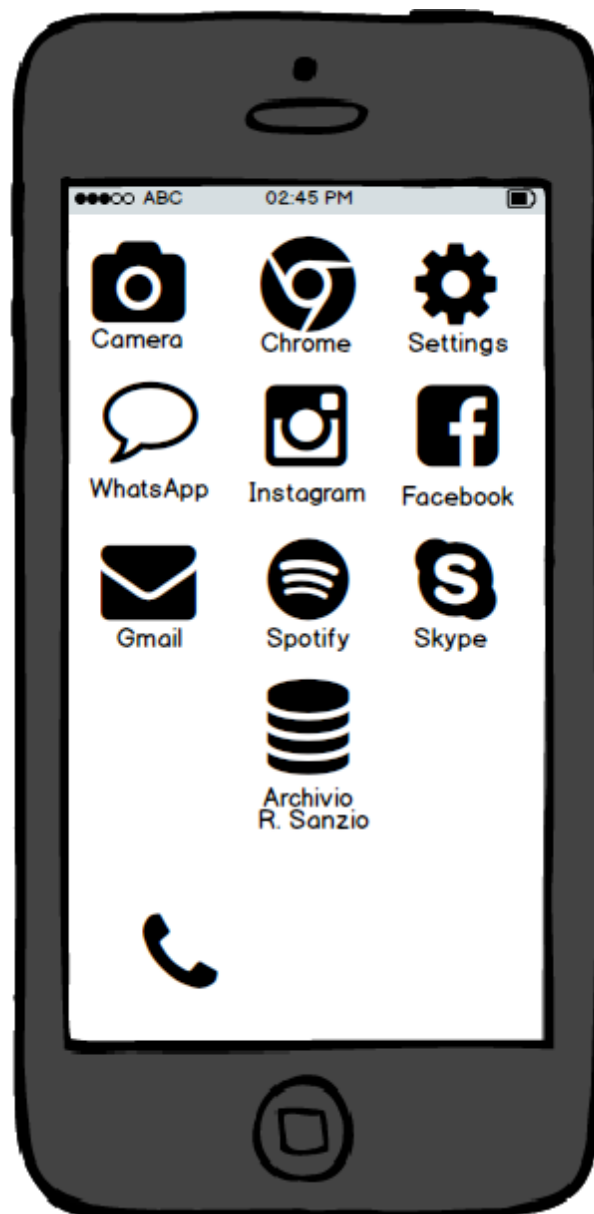 ABC 02:45 PM
Camera Chrome Settings
WhatsApp Instagram Facebook
Gmail Spotify Skype
Archivio
R. Sanzio